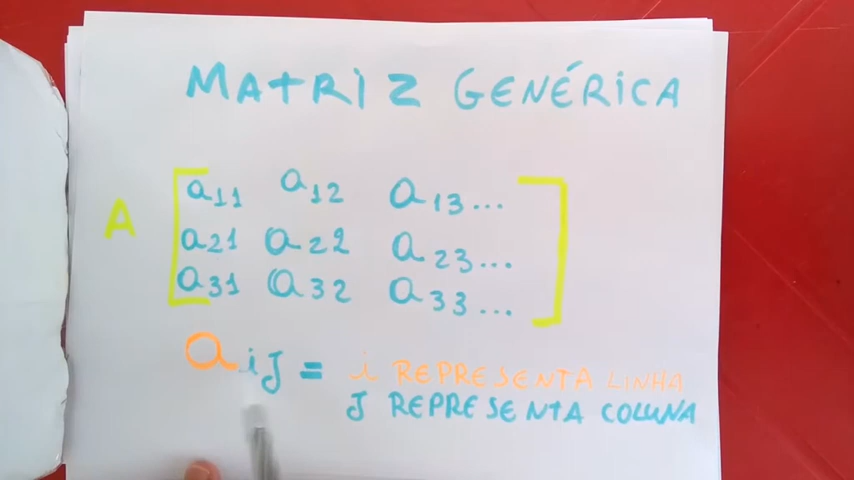 MATRIZ GENÉRICA
A
a11 a12 a13...
a21 a22 a23...
a31 a32 a33...
aiJ = i REPRESENTA LINHA
J REPRESENTA COLUNA